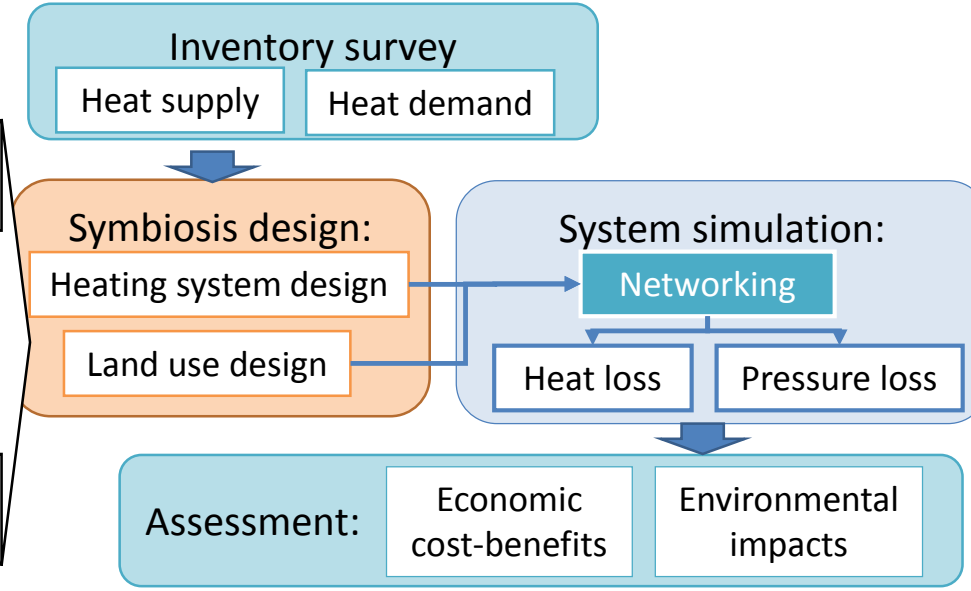 Inventory survey
Heat supply
Heat demand
Symbiosis design:
Heating system design
Land use design
System simulation:
Networking
Heat loss
Pressure loss
Assessment:
Economic
cost-benefits
Environmental
impacts